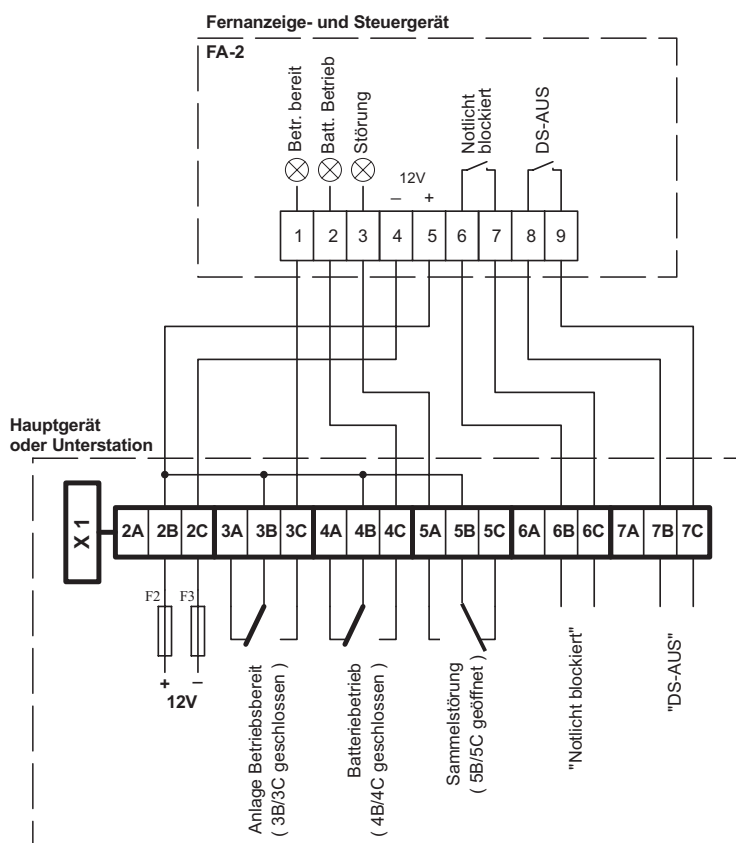 Fernanzeige- und Steuergerät
FA-2
Betr. bereit
Batt. Betrieb
Störung
12V
– +
Notlicht
blockiert
DS-AUS
1 2 3 4 5 6 7 8 9
Hauptgerät
oder Unterstation
X 1
2A 2B 2C 3A 3B 3C 4A 4B 4C 5A 5B 5C 6A 6B 6C 7A 7B 7C
F2 F3
+ –
12V
Anlage Betriebsbereit
( 3B/3C geschlossen )
Batteriebetrieb
( 4B/4C geschlossen )
Sammelstörung
( 5B/5C geöffnet )
"Notlicht blockiert"
"DS-AUS"